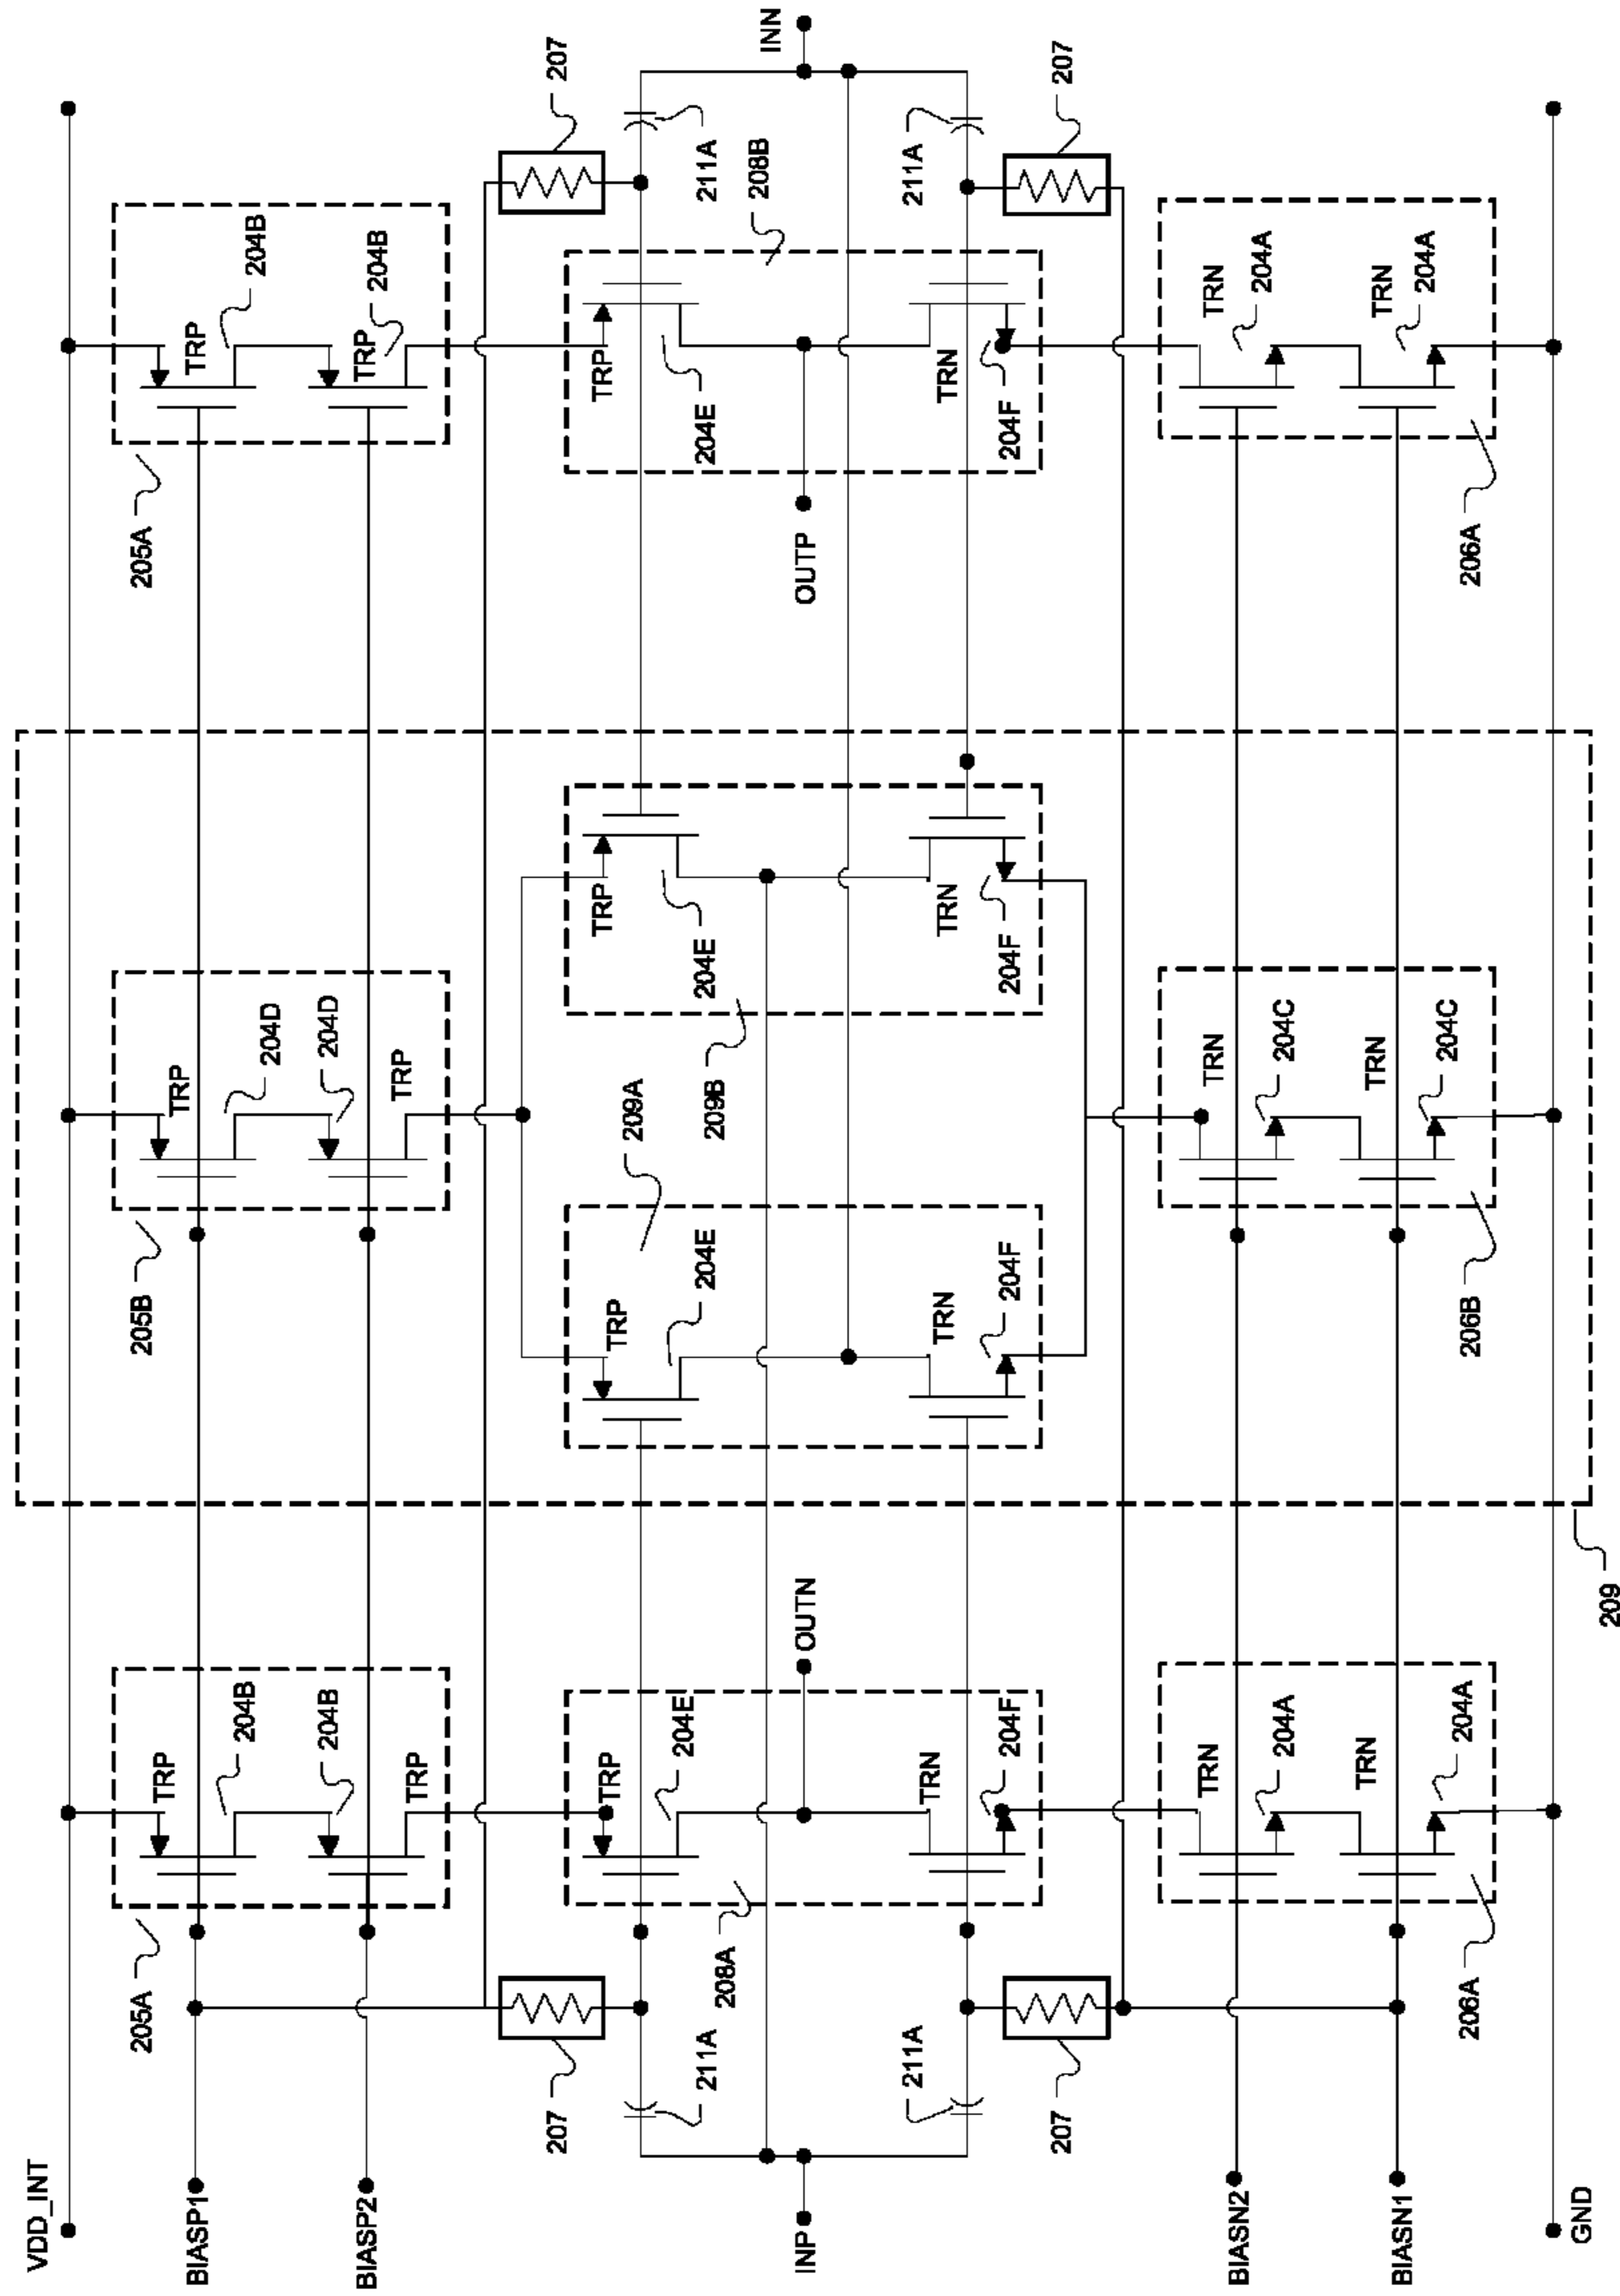 VDD_INT
205A
205B
205A
TRP
TRP
TRP
BIASP1
204B
204D
204B
204B
204D
TRP
BIASP2
204B
TRP
TRP
207
207
TRP
TRP
TRP
TRP
209A
204E
204E
204E
204E
211A
211A
208A
209B
208B
INN
INP
OUTN
OUTP
211A
211A
TRN
TRN
TRN
TRN
204F
204F
204F
204F
207
207
TRN
TRN
TRN
BIASN2
204A
204C
204A
TRN
TRN
TRN
BIASN1
204A
204C
204A
206A
206B
206A
GND
209